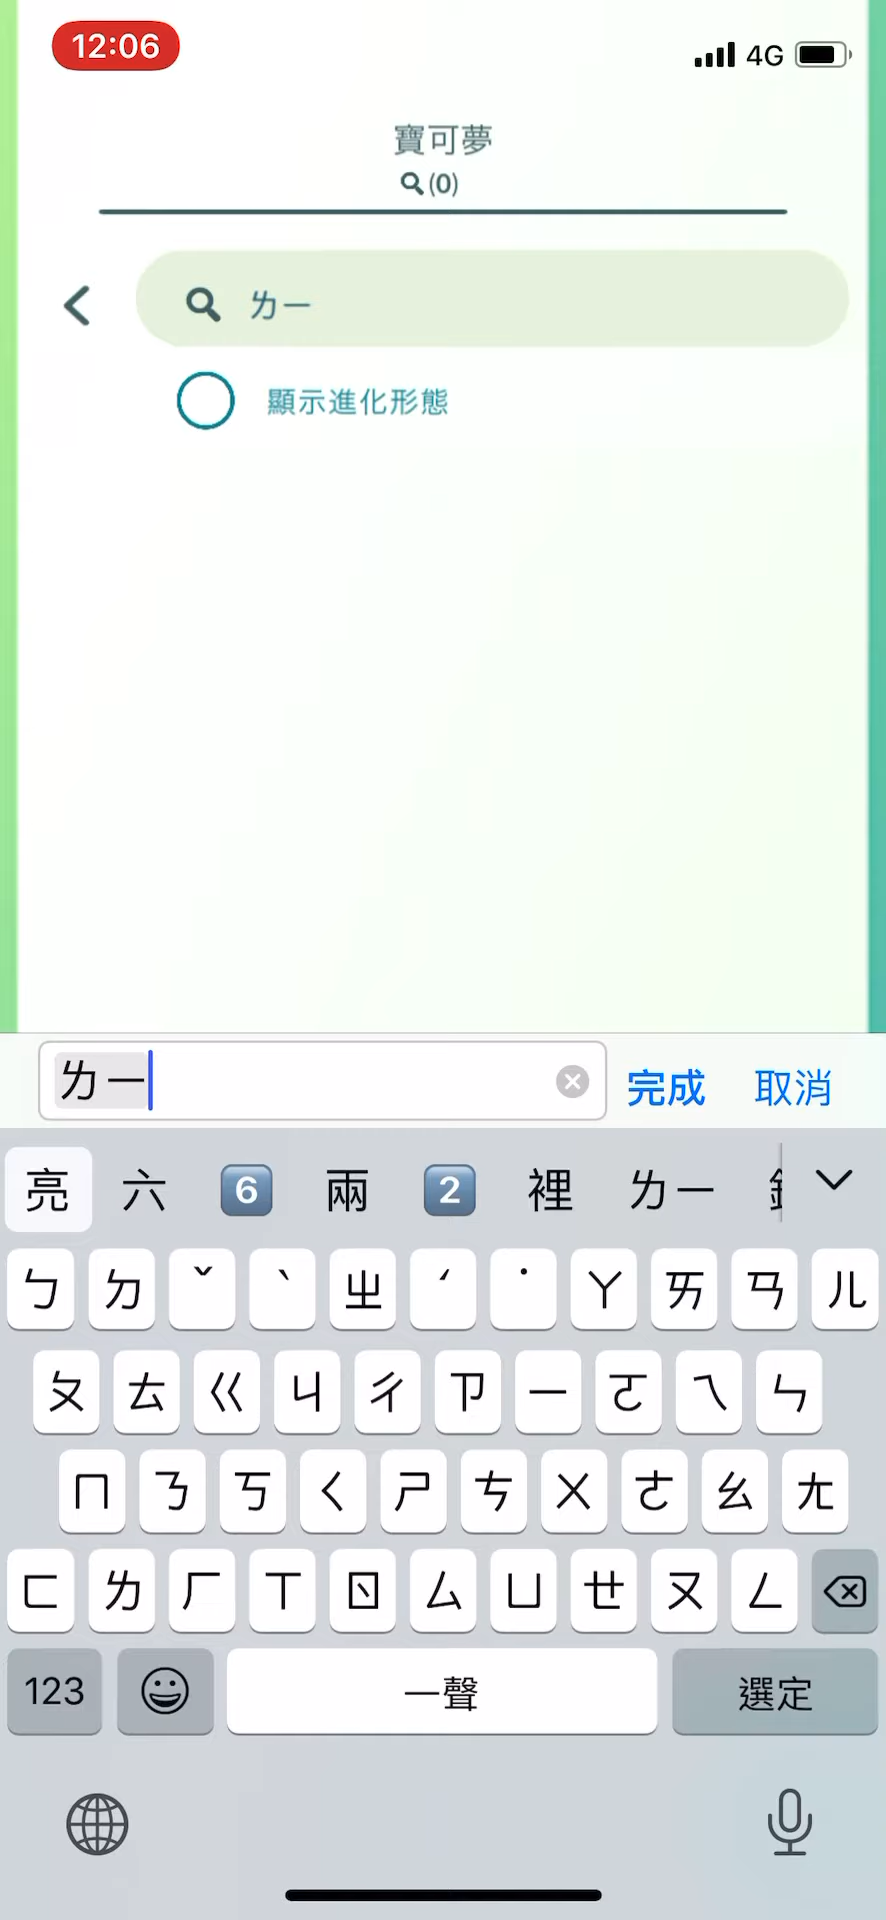 12:06 4G
寶可夢
(0)
ㄌㄧ
顯示進化形態
ㄌㄧ 完成 取消
亮 六 6 兩 2 裡 ㄌㄧ
ㄅ ㄉ ˇ ˋ ㄓ ˊ ˙ ㄚ ㄞ ㄢ ㄦ
ㄆ ㄊ ㄍ ㄐ ㄔ ㄗ ㄧ ㄛ ㄟ ㄣ
ㄇ ㄋ ㄎ ㄑ ㄕ ㄘ ㄨ ㄜ ㄠ ㄤ
ㄈ ㄌ ㄏ ㄒ ㄖ ㄙ ㄩ ㄝ ㄡ ㄥ
123 一聲 選定